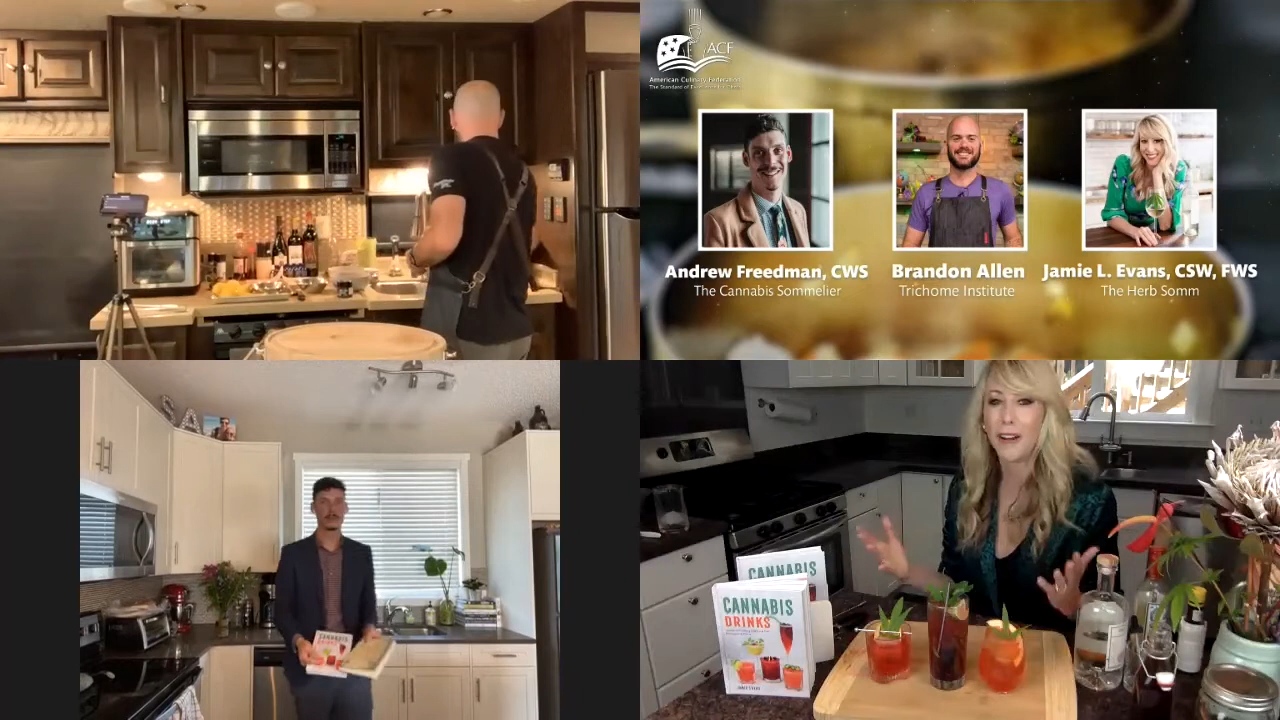 ACF
American Culinary Federation
Andrew Freedman, CWS
The Cannabis Sommelier
Brandon Allen
Trichome Institute
Jamie L. Evans, CSW, FWS
The Herb Somm
CANNABIS
CANNABIS
CANNABIS
DRINKS